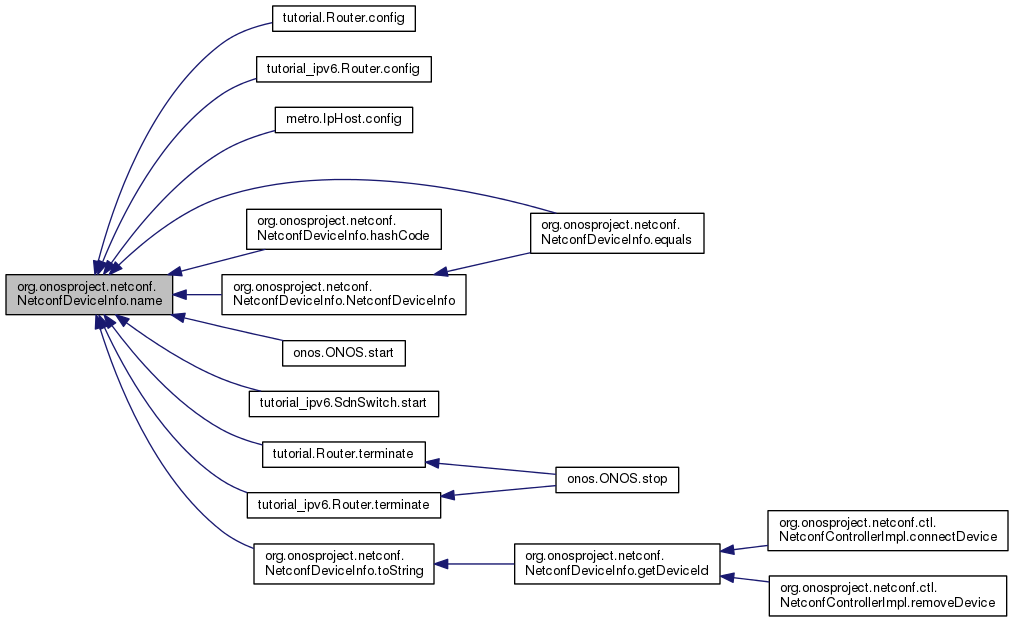 tutorial.Router.config
tutorial_ipv6.Router.config
metro.IpHost.config
org.onosproject.netconf.
NetconfDeviceInfo.hashCode
org.onosproject.netconf.
NetconfDeviceInfo.equals
org.onosproject.netconf.
NetconfDeviceInfo.name
org.onosproject.netconf.
NetconfDeviceInfo.NetconfDeviceInfo
onos.ONOS.start
tutorial_ipv6.SdnSwitch.start
tutorial.Router.terminate
onos.ONOS.stop
tutorial_ipv6.Router.terminate
org.onosproject.netconf.
NetconfDeviceInfo.toString
org.onosproject.netconf.
NetconfDeviceInfo.getDeviceId
org.onosproject.netconf.ctl.
NetconfControllerImpl.connectDevice
org.onosproject.netconf.ctl.
NetconfControllerImpl.removeDevice